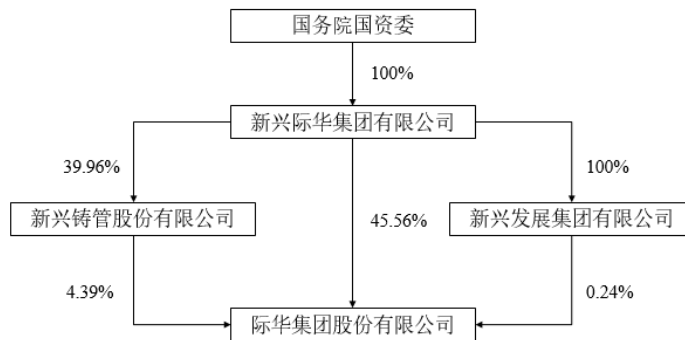 国务院国资委
100%
新兴际华集团有限公司
39.96%
100%
新兴铸管股份有限公司
45.56%
新兴发展集团有限公司
4.39%
0.24%
际华集团股份有限公司